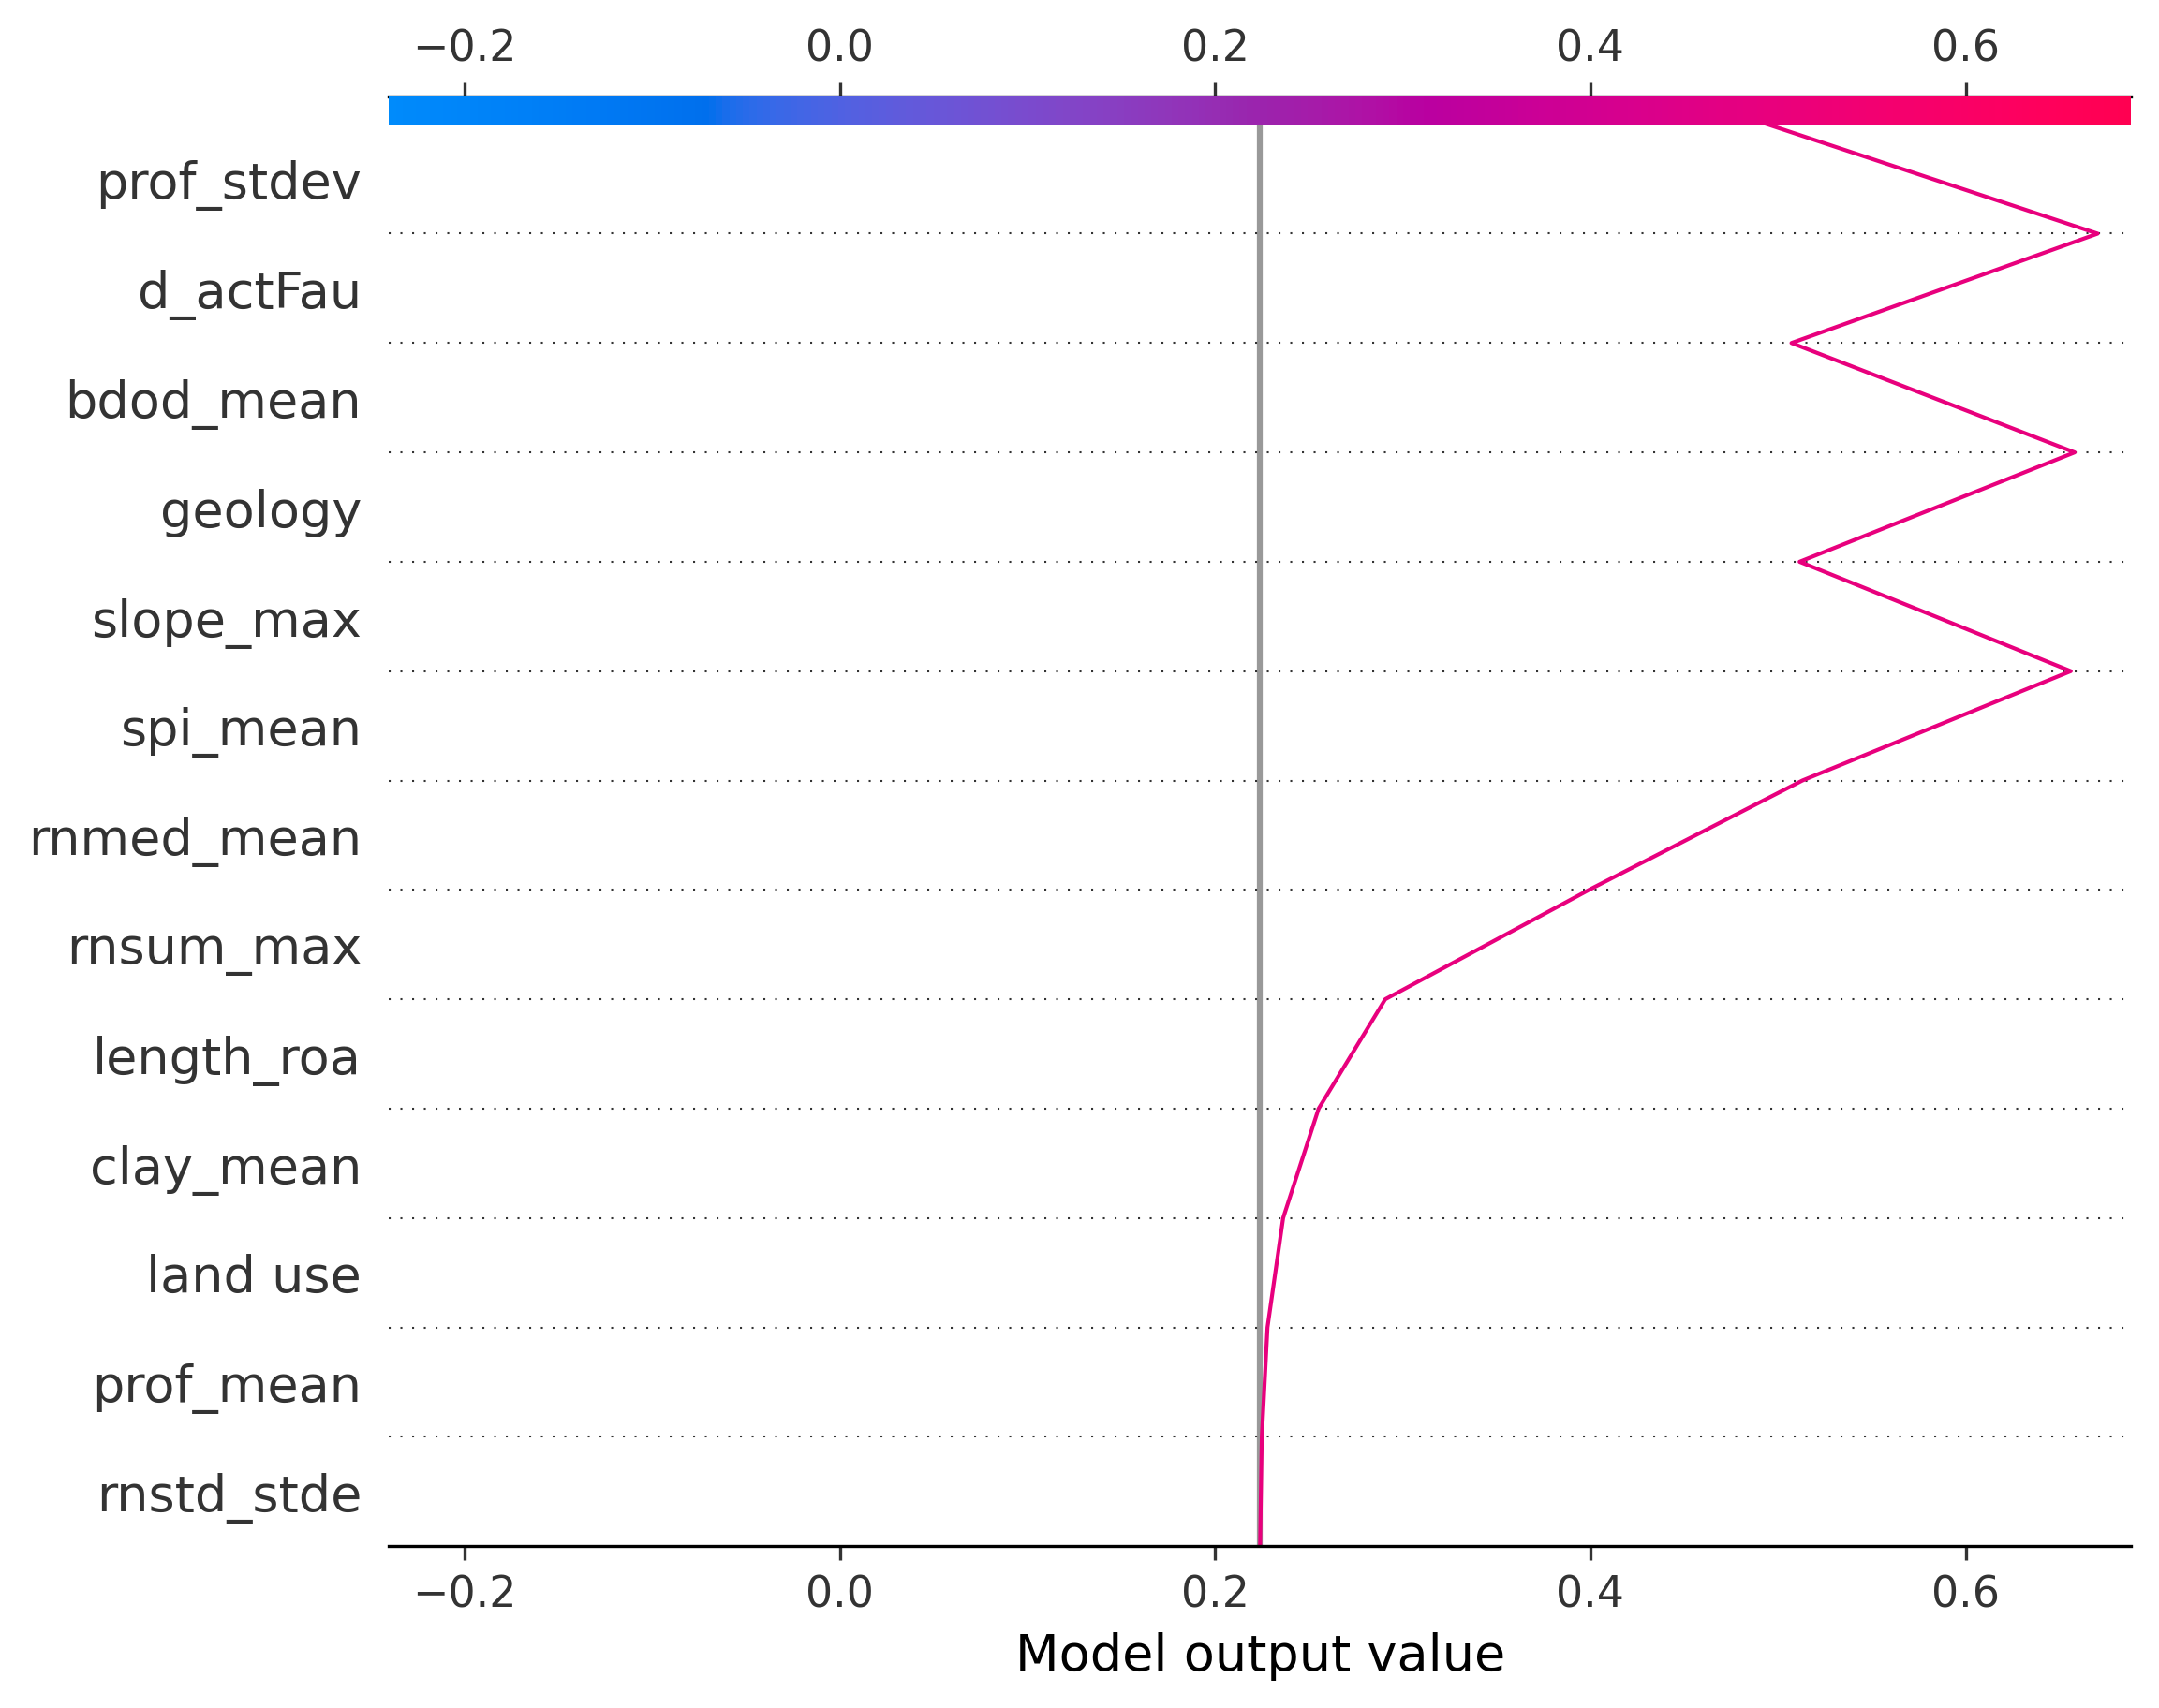 −0.2 0.0 0.2 0.4 0.6
prof_stdev
d_actFau
bdod_mean
geology
slope_max
spi_mean
rnmed_mean
rnsum_max
length_roa
clay_mean
land use
prof_mean
rnstd_stde
−0.2 0.0 0.2 0.4 0.6
Model output value